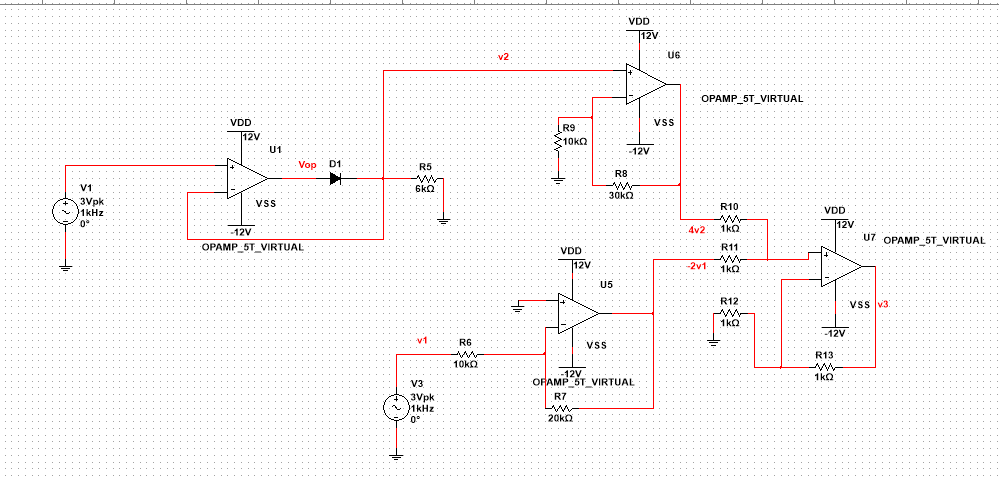 VDD
12V
U6
v2
OPAMP_5T_VIRTUAL
R9
10kΩ
VSS
-12V
VDD
12V
U1
Vop
D1
R5
6kΩ
R8
30kΩ
V1
3Vpk
1kHz
0°
VSS
-12V
OPAMP_5T_VIRTUAL
4v2
R10
1kΩ
VDD
12V
U7
OPAMP_5T_VIRTUAL
-2v1
R11
1kΩ
VDD
12V
U5
R12
1kΩ
VSS
v3
-12V
VSS
-12V
OPAMP_5T_VIRTUAL
v1
R6
10kΩ
R13
1kΩ
V3
3Vpk
1kHz
0°
R7
20kΩ